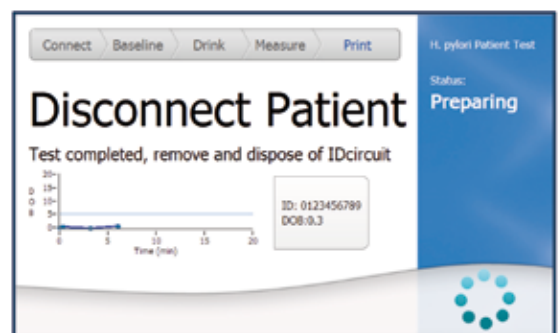 Connect Baseline Drink Measure Print
H. pylori Patient Test
Status:
Preparing
Disconnect Patient
Test completed, remove and dispose of IDcircuit
DOB
20
15
10
5
0
0 5 10 15 20
Time (min)
ID: 0123456789
DOB:0.3